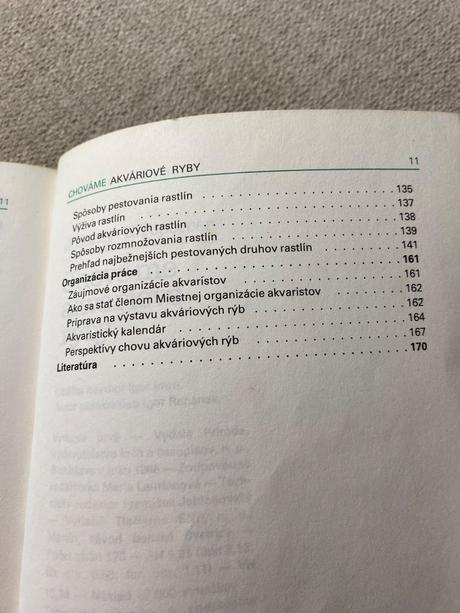 11
CHOVÁME AKVÁRIOVÉ RYBY 11
Spôsoby pestovania rastlín 135
Výživa rastlín 137
Pôvod akváriových rastlín 138
Spôsoby rozmnožovania rastlín 139
Prehľad najbežnejších pestovaných druhov rastlín 141
Organizácia práce 161
Záujmové organizácie akvaristov 161
Ako sa stať členom Miestnej organizácie akvaristov 162
Príprava na výstavu akváriových rýb 162
Akvaristický kalendár 164
Perspektívy chovu akváriových rýb 167
Literatúra 170